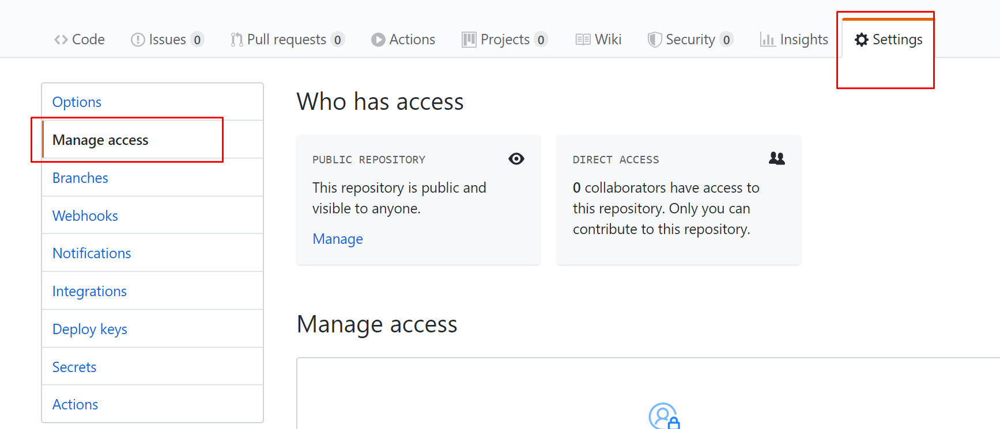 Code Issues 0 Pull requests 0 Actions Projects 0 Wiki Security 0 Insights Settings
Options
Manage access
Branches
Webhooks
Notifications
Integrations
Deploy keys
Secrets
Actions
Who has access
PUBLIC REPOSITORY
This repository is public and
visible to anyone.
Manage
DIRECT ACCESS
0 collaborators have access to
this repository. Only you can
contribute to this repository.
Manage access